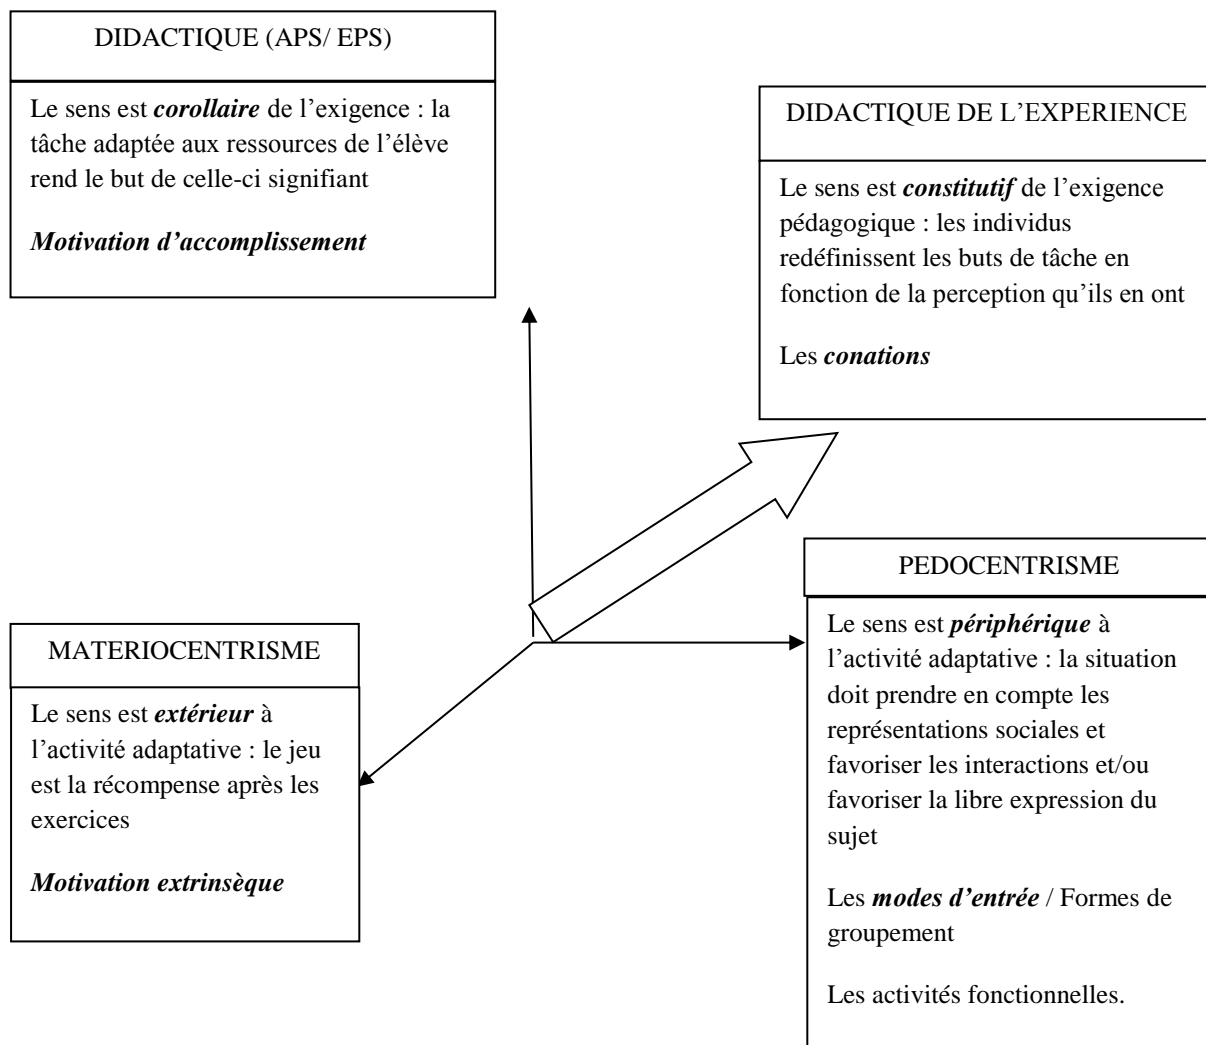 DIDACTIQUE (APS/ EPS)
Le sens est corollaire de l’exigence : la
tâche adaptée aux ressources de l’élève
rend le but de celle-ci signifiant
Motivation d’accomplissement
DIDACTIQUE DE L’EXPERIENCE
Le sens est constitutif de l’exigence
pédagogique : les individus
redéfinissent les buts de tâche en
fonction de la perception qu’ils en ont
Les conations
MATERIOCENTRISME
Le sens est extérieur à
l’activité adaptative : le jeu
est la récompense après les
exercices
Motivation extrinsèque
PEDOCENTRISME
Le sens est périphérique à
l’activité adaptative : la situation
doit prendre en compte les
représentations sociales et
favoriser les interactions et/ou
favoriser la libre expression du
sujet
Les modes d’entrée / Formes de
groupement
Les activités fonctionnelles.